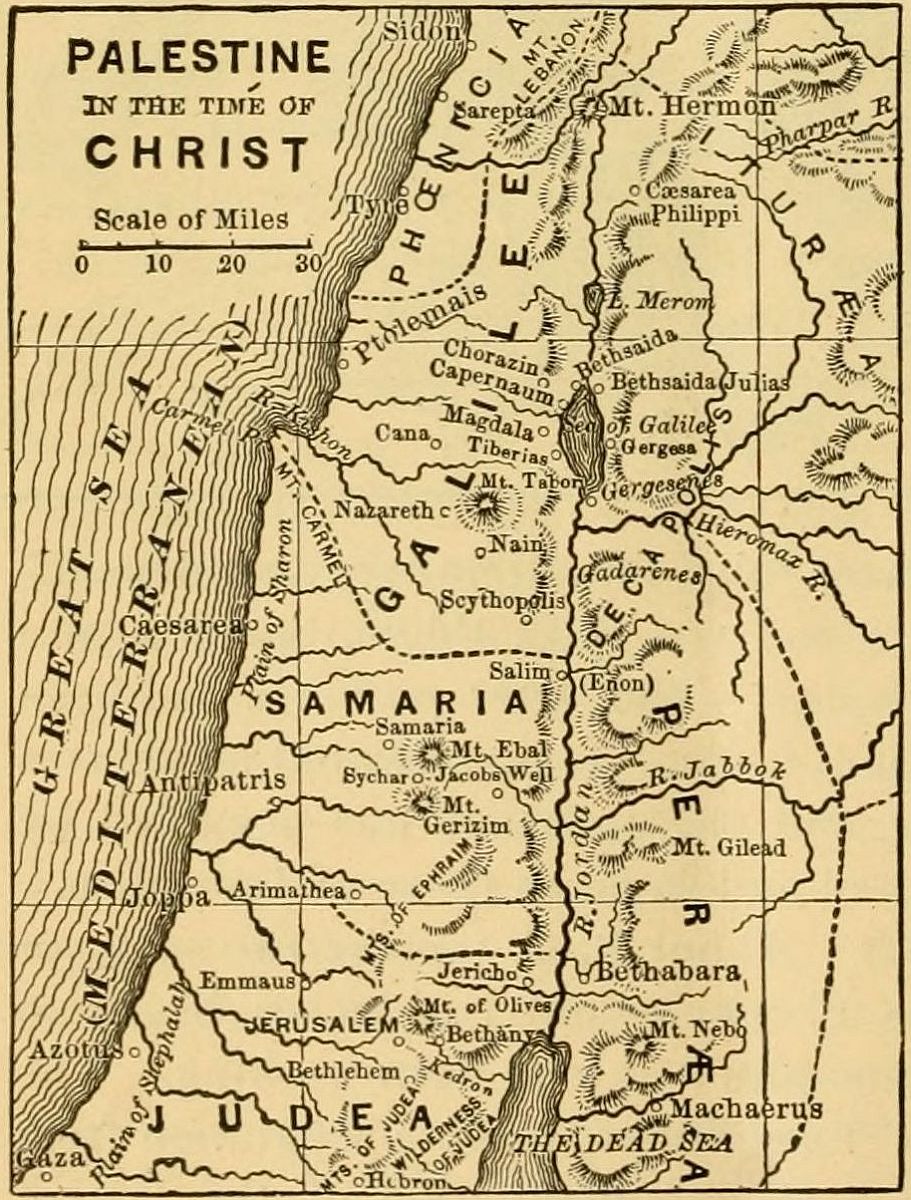 PALESTINE
IN THE TIME OF
CHRIST
Scale of Miles
0 10 20 30
Sidon
MT. LEBANON
PHŒNICIA
Sarepta
Mt. Hermon
Pharpar R.
Tyre
Cæsarea
Philippi
ITURÆA
L. Merom
Ptolemais
Chorazin
Bethsaida
Capernaum
Bethsaida Julias
GREAT SEA
(MEDITERRANEAN)
Carmel Pt.
R. Kishon
Magdala
Sea of Galilee
Cana
Tiberias
Gergesa
GALILEE
Mt. Tabor
Gergesenes
MT. CARMEL
Nazareth
Hieromax R.
Nain
DECAPOLIS
Gadarenes
Plain of Sharon
Scythopolis
Caesarea
Salim
(Enon)
SAMARIA
Samaria
Mt. Ebal
Sychar
Jacobs Well
R. Jabbok
Antipatris
Mt.
Gerizim
R. Jordan
PERÆA
Mt. Gilead
MTS. OF EPHRAIM
Joppa
Arimathea
Jericho
Bethabara
Emmaus
Mt. of Olives
JERUSALEM
Bethany
Mt. Nebo
Azotus
Plain of Shephalah
Bethlehem
Kedron
JUDEA
MTS. OF JUDEA
WILDERNESS
OF JUDEA
Machaerus
THE DEAD SEA
Gaza
Hebron